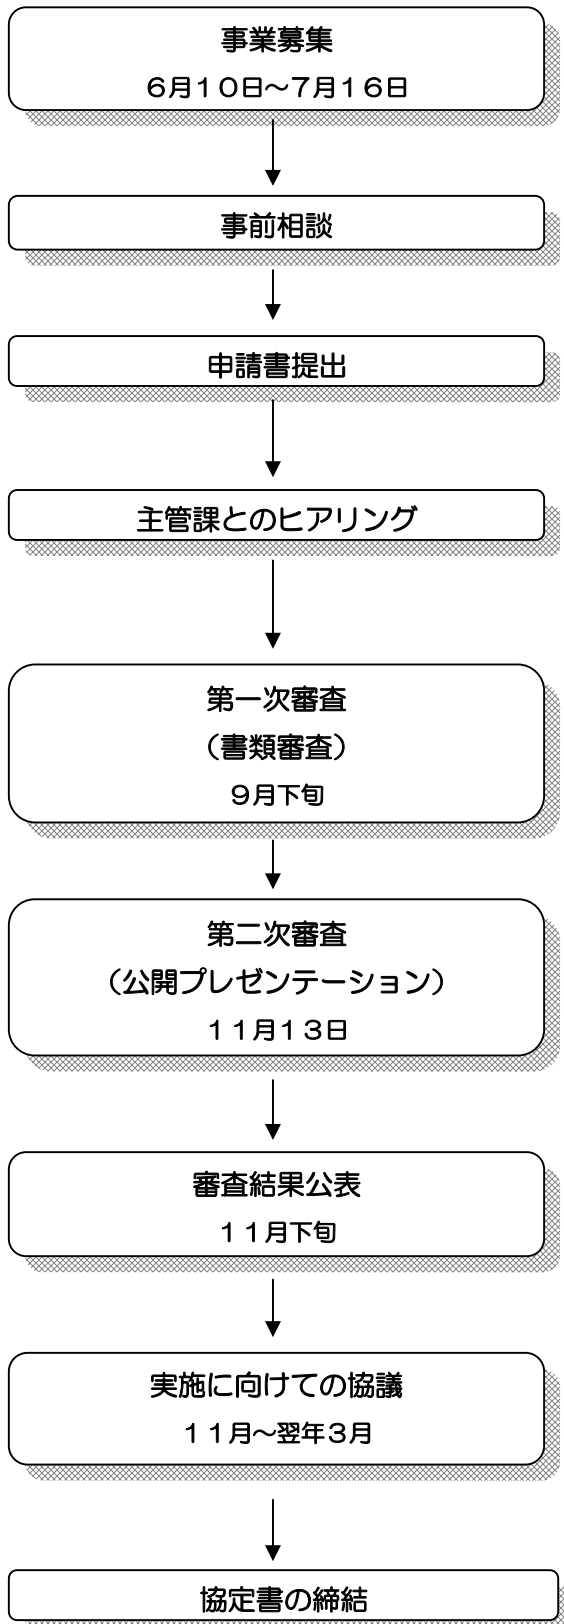 事業募集
６月１０日～７月１６日
事前相談
申請書提出
主管課とのヒアリング
第一次審査
（書類審査）
９月下旬
第二次審査
（公開プレゼンテーション）
１１月１３日
審査結果公表
１１月下旬
実施に向けての協議
１１月～翌年３月
協定書の締結